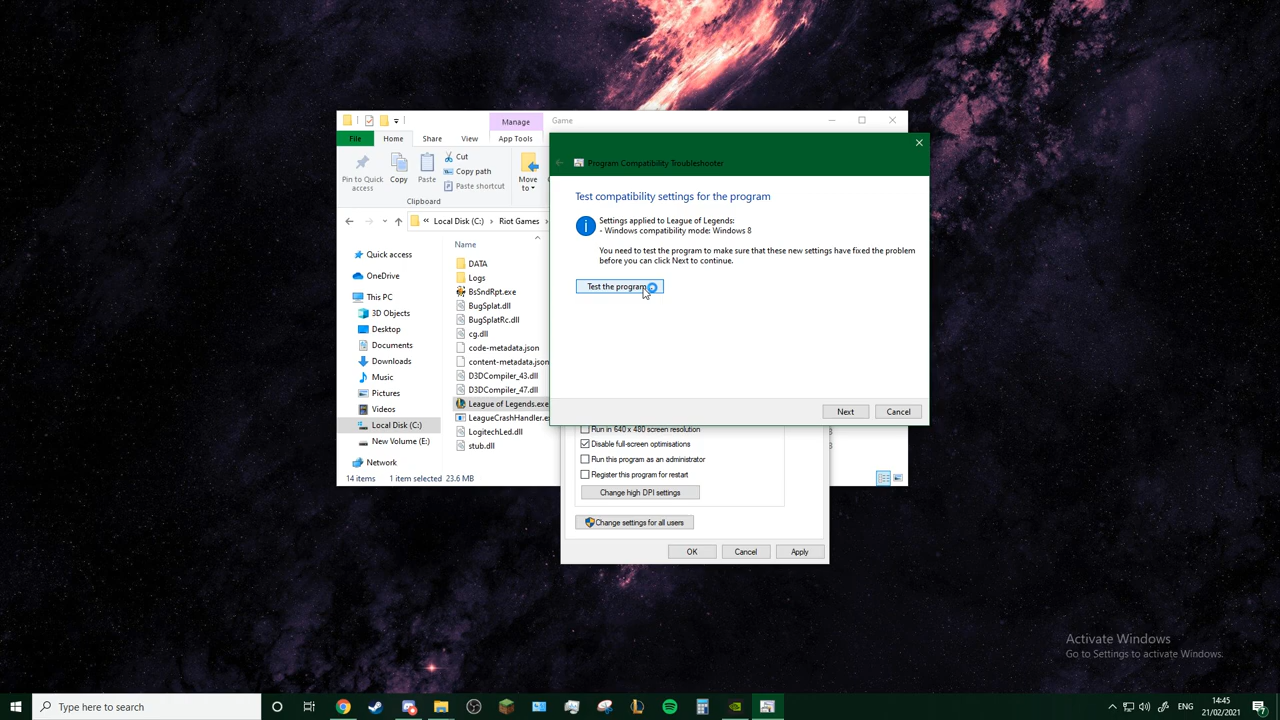 Manage
Game
File
Home
Share
View
App Tools
Pin to Quick
access
Copy
Paste
Cut
Copy path
Paste shortcut
Move
to
Clipboard
« Local Disk (C:) > Riot Games >
Name
Quick access
OneDrive
This PC
3D Objects
Desktop
Documents
Downloads
Music
Pictures
Videos
Local Disk (C:)
New Volume (E:)
Network
DATA
Logs
BsSndRpt.exe
BugSplat.dll
BugSplatRc.dll
cg.dll
code-metadata.json
content-metadata.json
D3DCompiler_43.dll
D3DCompiler_47.dll
League of Legends.exe
LeagueCrashHandler.ex
LogitechLed.dll
stub.dll
14 items
1 item selected 23.6 MB
Program Compatibility Troubleshooter
Test compatibility settings for the program
Settings applied to League of Legends:
- Windows compatibility mode: Windows 8
You need to test the program to make sure that these new settings have fixed the problem
before you can click Next to continue.
Test the program
Next
Cancel
Run in 640 x 480 screen resolution
Disable full-screen optimisations
Run this program as an administrator
Register this program for restart
Change high DPI settings
Change settings for all users
OK
Cancel
Apply
Activate Windows
Go to Settings to activate Windows.
Type here to search
ENG
14:45
21/02/2021